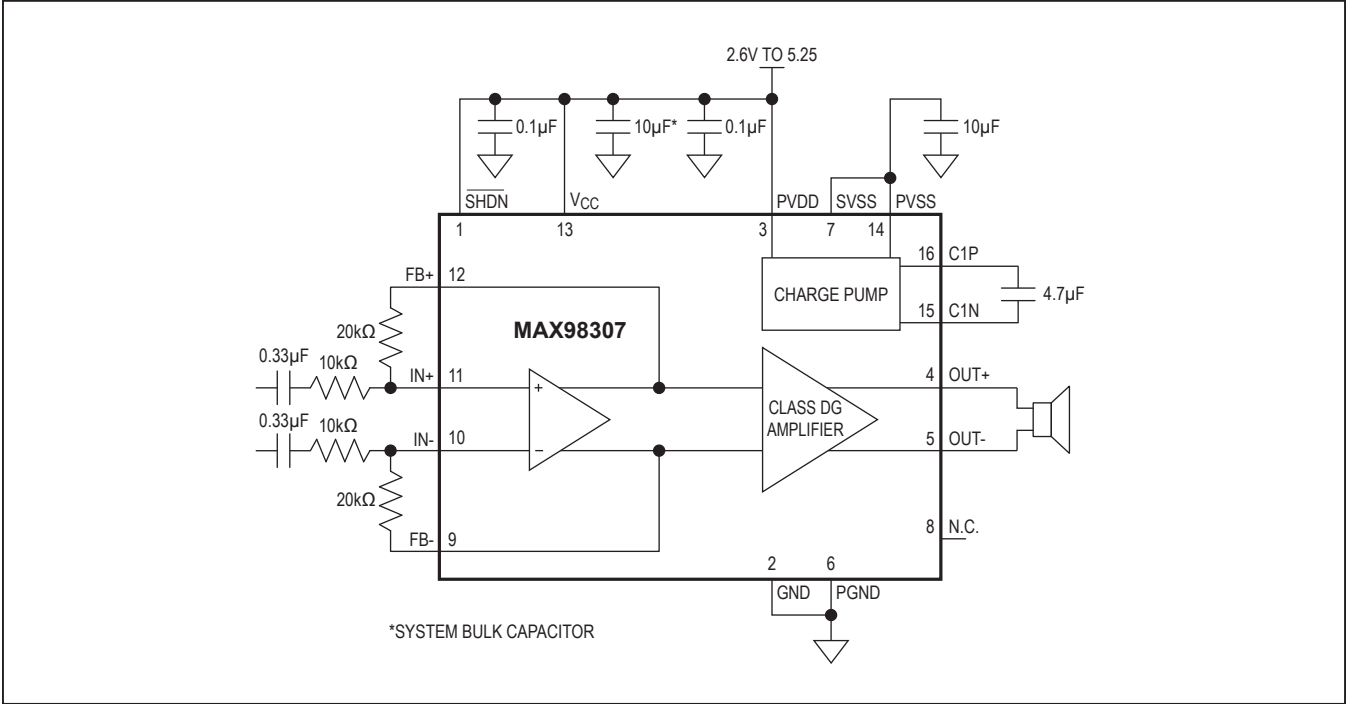 2.6V TO 5.25
0.1µF
10µF*
0.1µF
10µF
SHDN
VCC
PVDD
SVSS
PVSS
1
13
3
7
14
16
C1P
FB+
12
CHARGE PUMP
4.7µF
15
C1N
MAX98307
20kΩ
0.33µF
10kΩ
IN+
11
+
4
OUT+
CLASS DG
AMPLIFIER
0.33µF
10kΩ
IN-
10
−
5
OUT-
20kΩ
FB-
9
8
N.C.
2
6
GND
PGND
*SYSTEM BULK CAPACITOR